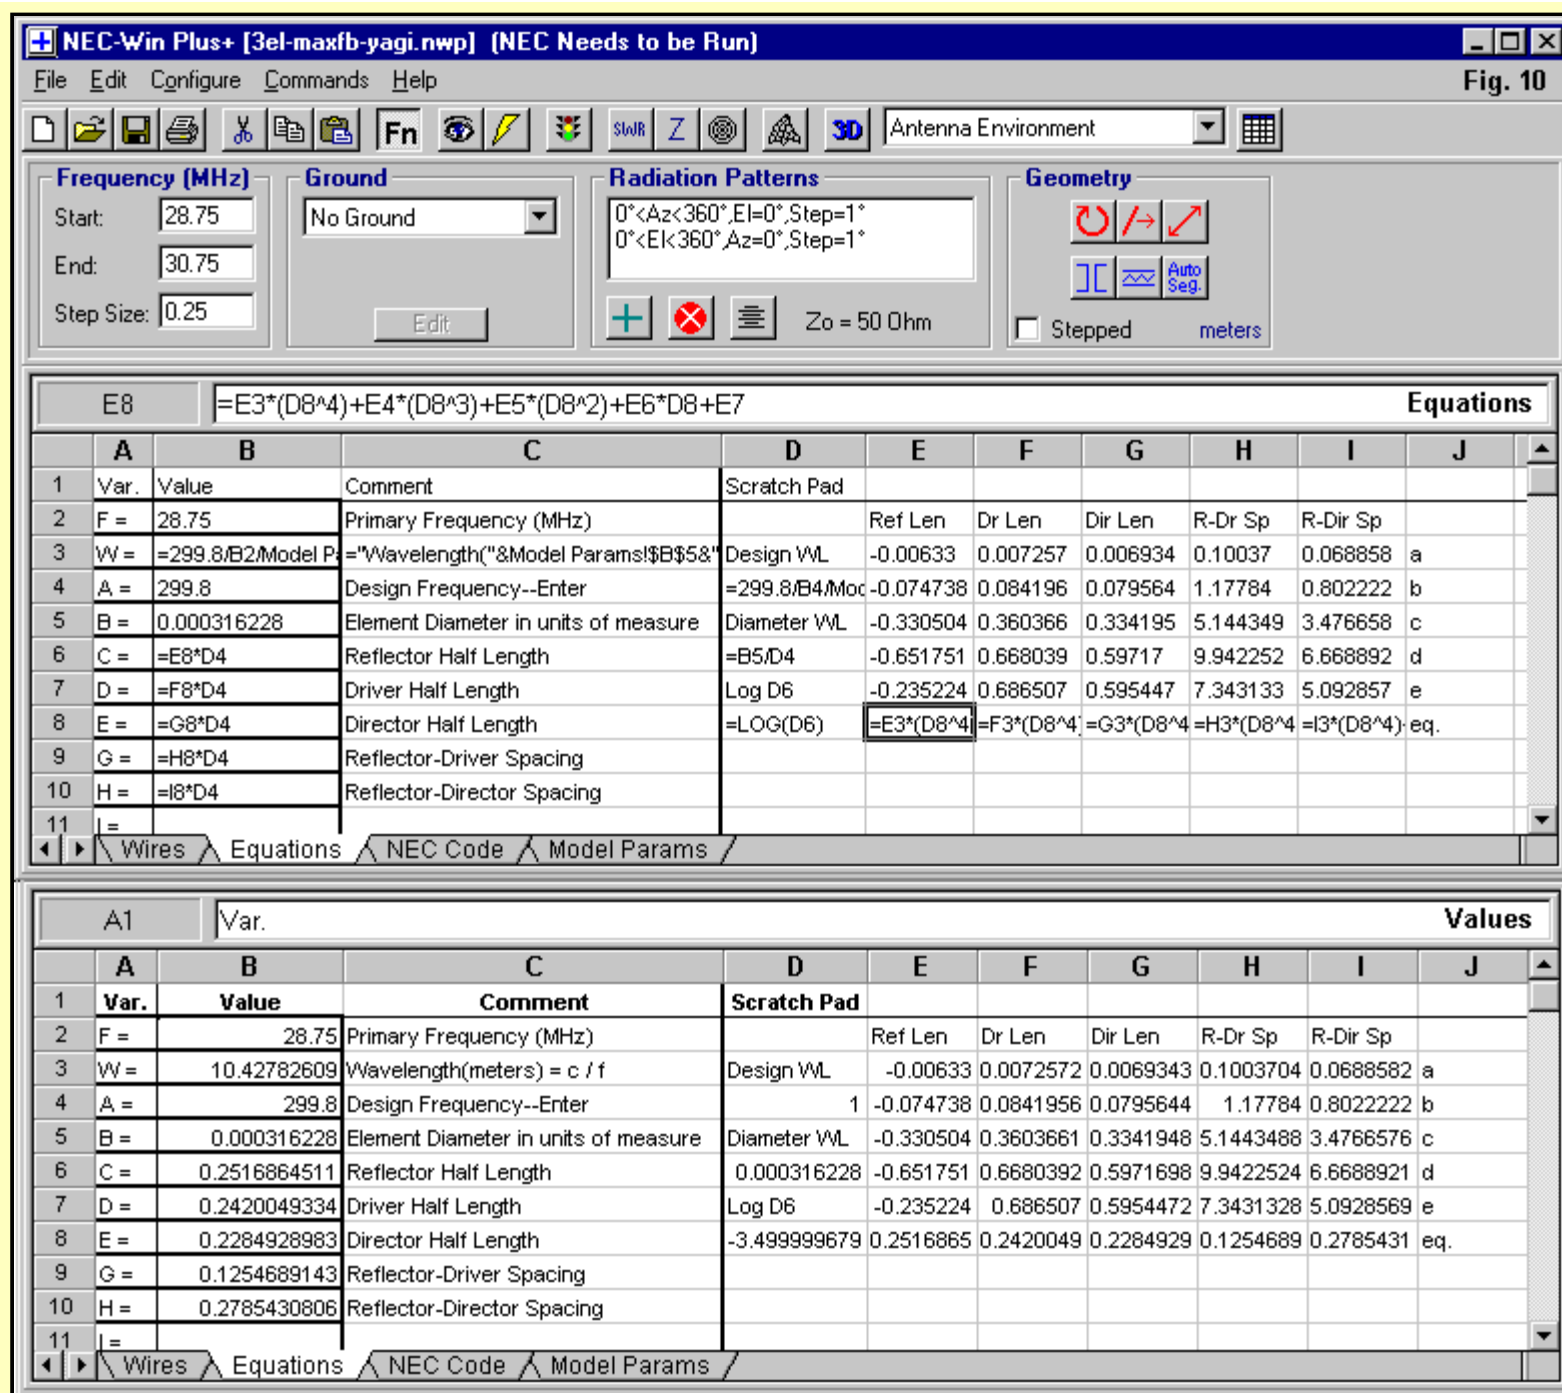 NEC-Win Plus+ [3el-maxfb-yagi.nwp] (NEC Needs to be Run)
File Edit Configure Commands Help Fig. 10
Fn SWR Z 3D Antenna Environment
Frequency (MHz) Ground Radiation Patterns Geometry
Start: 28.75 No Ground 0°<Az<360°,El=0°,Step=1°
0°<El<360°,Az=0°,Step=1°
End: 30.75 Auto Seg.
Step Size: 0.25 Edit Zo = 50 Ohm Stepped meters
E8 =E3*(D8^4)+E4*(D8^3)+E5*(D8^2)+E6*D8+E7 Equations
A B C D E F G H I J
1 Var. Value Comment Scratch Pad
2 F = 28.75 Primary Frequency (MHz) Ref Len Dr Len Dir Len R-Dr Sp R-Dir Sp
3 W = =299.8/B2/Model Pa ="Wavelength("&Model Params!$B$5&" Design WL -0.00633 0.007257 0.006934 0.10037 0.068858 a
4 A = 299.8 Design Frequency--Enter =299.8/B4/Moc -0.074738 0.084196 0.079564 1.17784 0.802222 b
5 B = 0.000316228 Element Diameter in units of measure Diameter WL -0.330504 0.360366 0.334195 5.144349 3.476658 c
6 C = =E8*D4 Reflector Half Length =B5/D4 -0.651751 0.668039 0.59717 9.942252 6.668892 d
7 D = =F8*D4 Driver Half Length Log D6 -0.235224 0.686507 0.595447 7.343133 5.092857 e
8 E = =G8*D4 Director Half Length =LOG(D6) =E3*(D8^4 =F3*(D8^4) =G3*(D8^4 =H3*(D8^4 =I3*(D8^4)+ eq.
9 G = =H8*D4 Reflector-Driver Spacing
10 H = =I8*D4 Reflector-Director Spacing
11 I =
Wires Equations NEC Code Model Params
A1 Var. Values
A B C D E F G H I J
1 Var. Value Comment Scratch Pad
2 F = 28.75 Primary Frequency (MHz) Ref Len Dr Len Dir Len R-Dr Sp R-Dir Sp
3 W = 10.42782609 Wavelength(meters) = c / f Design WL -0.00633 0.0072572 0.0069343 0.1003704 0.0688582 a
4 A = 299.8 Design Frequency--Enter 1 -0.074738 0.0841956 0.0795644 1.17784 0.8022222 b
5 B = 0.000316228 Element Diameter in units of measure Diameter WL -0.330504 0.3603661 0.3341948 5.1443488 3.4766576 c
6 C = 0.2516864511 Reflector Half Length 0.000316228 -0.651751 0.6680392 0.5971698 9.9422524 6.6688921 d
7 D = 0.2420049334 Driver Half Length Log D6 -0.235224 0.686507 0.5954472 7.3431328 5.0928569 e
8 E = 0.2284928983 Director Half Length -3.499999679 0.2516865 0.2420049 0.2284929 0.1254689 0.2785431 eq.
9 G = 0.1254689143 Reflector-Driver Spacing
10 H = 0.2785430806 Reflector-Director Spacing
11 I =
Wires Equations NEC Code Model Params